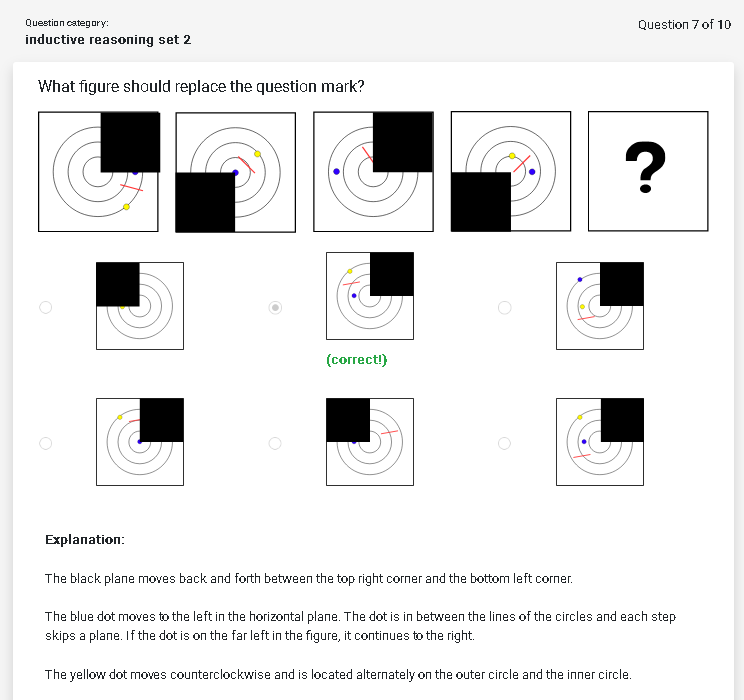 Question category:
Question 7 of 10
inductive reasoning set 2
What figure should replace the question mark?
?
(correct!)
Explanation:
The black plane moves back and forth between the top right corner and the bottom left corner.
The blue dot moves to the left in the horizontal plane. The dot is in between the lines of the circles and each step
skips a plane. If the dot is on the far left in the figure, it continues to the right.
The yellow dot moves counterclockwise and is located alternately on the outer circle and the inner circle.